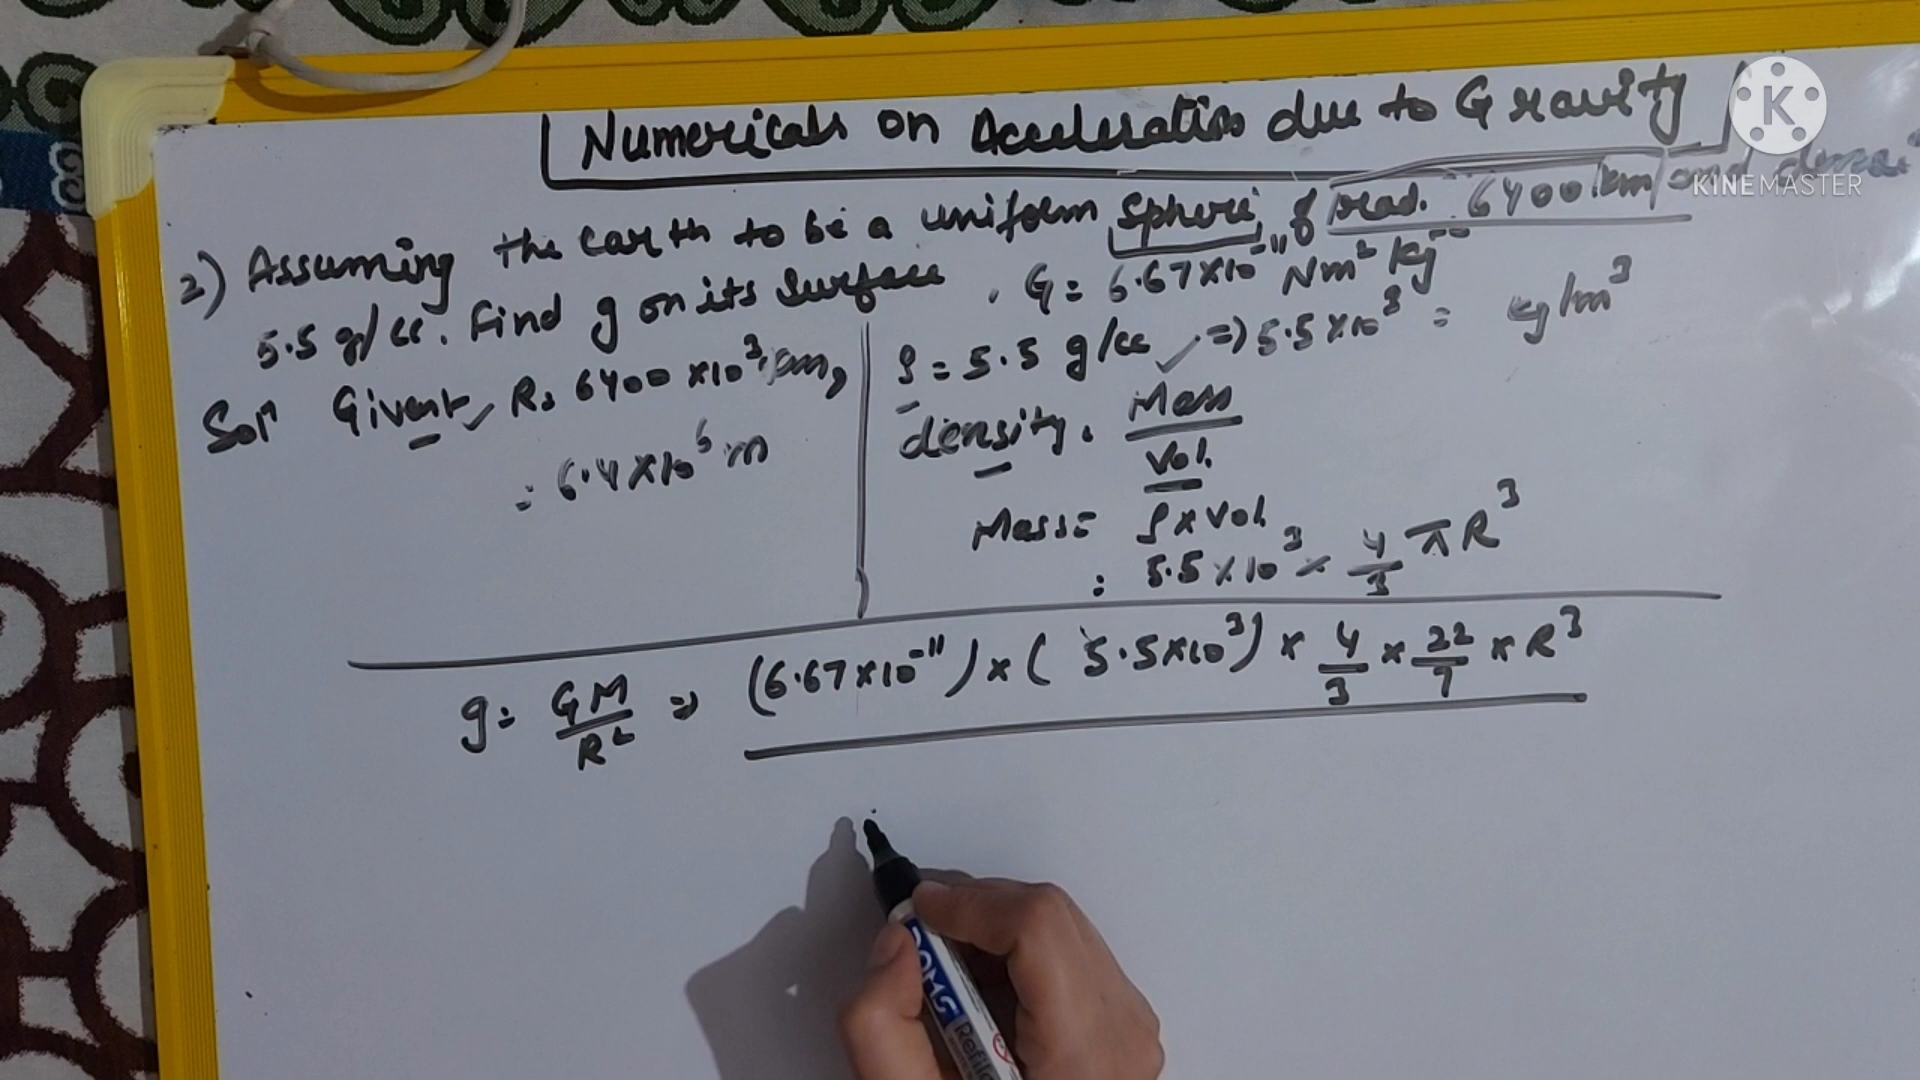 Numericals on Acceleration due to Gravity
K
KINEMASTER
2) Assuming the earth to be a uniform sphere of rad. 6400 km and
5.5 g/cc. Find g on its surface. G = 6.67×10⁻¹¹ Nm² kg
Solⁿ Given R = 6400 ×10³
= 6.4 ×10⁶ m
ρ = 5.5 g/cc ✓ ⇒ 5.5×10³ = kg/m³
density = Mass/Vol.
Mass = ρ × Vol.
= 5.5 × 10³ × 4/3 π R³
g = GM/R² ⇒ (6.67×10⁻¹¹) × (5.5×10³) × 4/3 × 22/7 × R³
DOMS